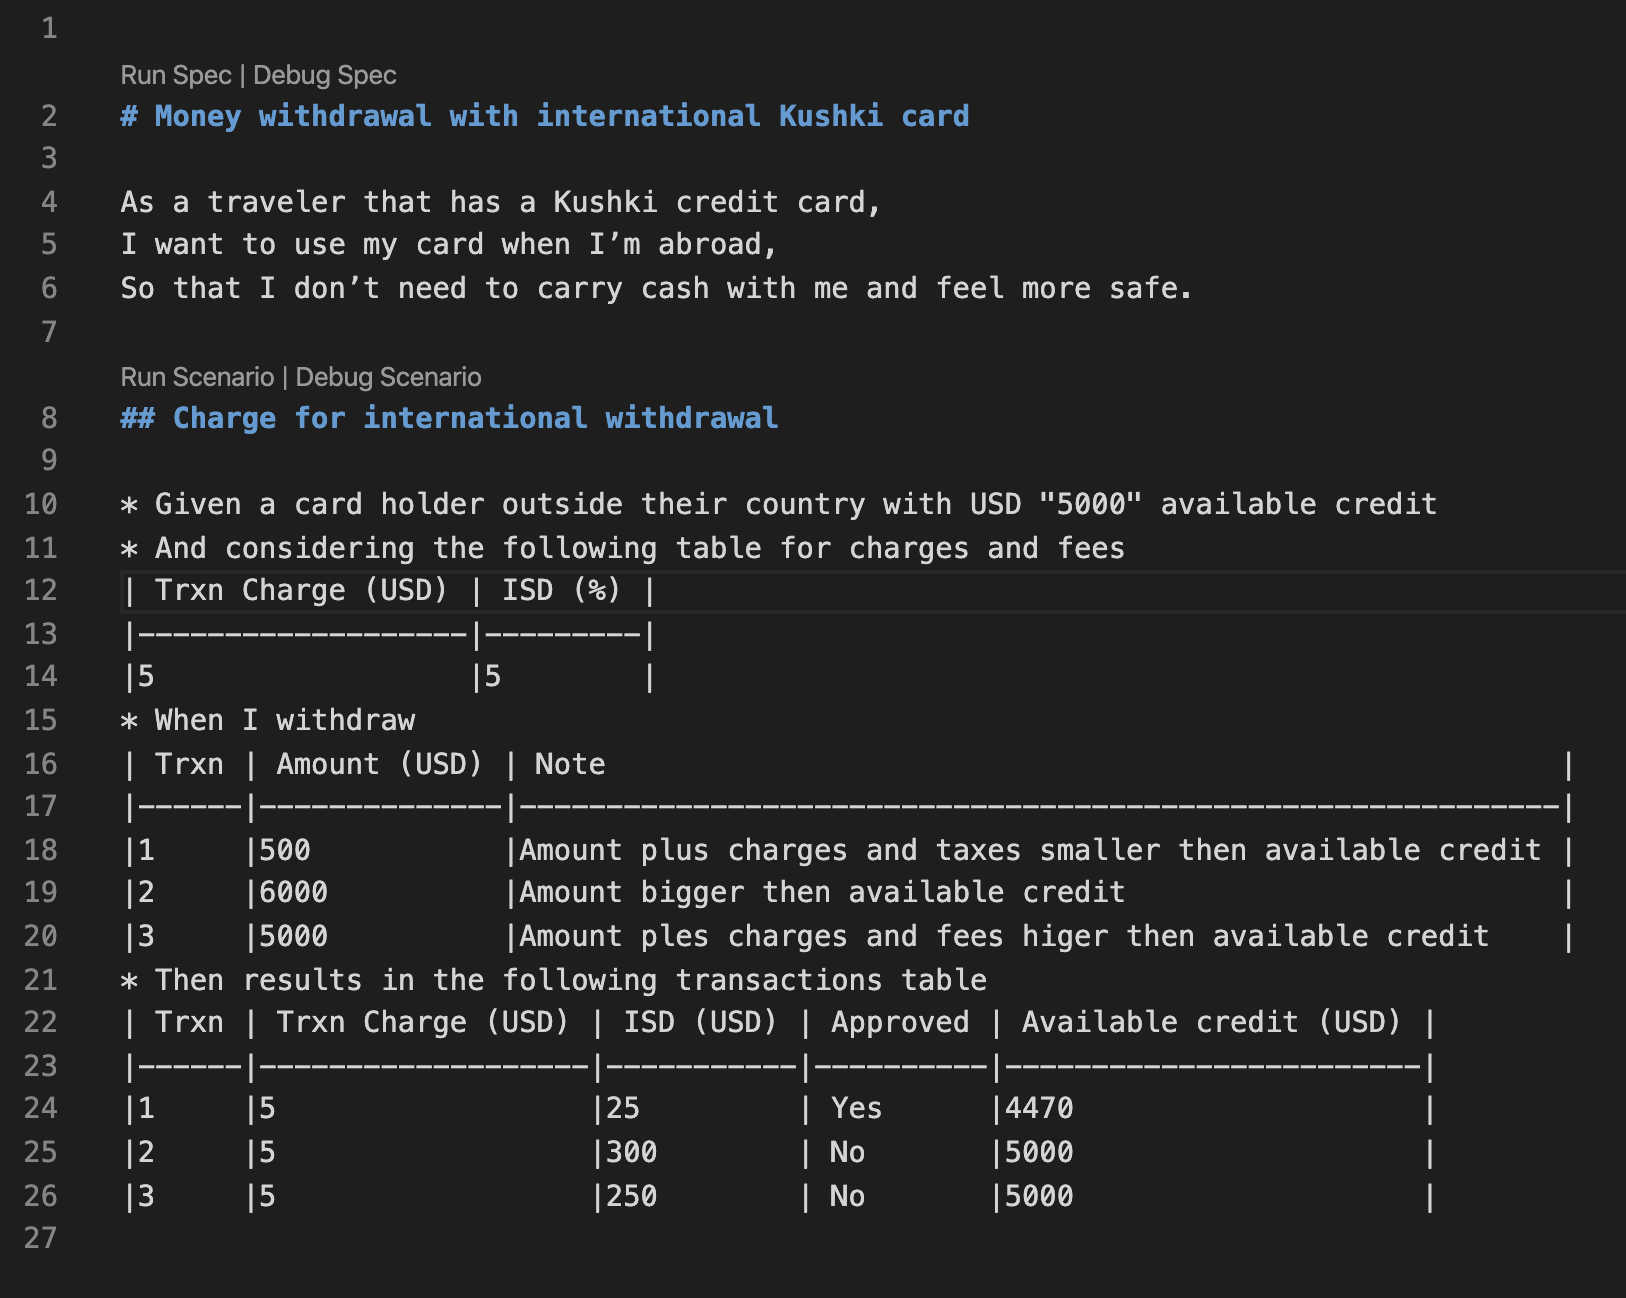 1
Run Spec | Debug Spec
2 # Money withdrawal with international Kushki card
3
4 As a traveler that has a Kushki credit card,
5 I want to use my card when I’m abroad,
6 So that I don’t need to carry cash with me and feel more safe.
7
Run Scenario | Debug Scenario
8 ## Charge for international withdrawal
9
10 * Given a card holder outside their country with USD "5000" available credit
11 * And considering the following table for charges and fees
12 | Trxn Charge (USD) | ISD (%) |
13 |-------------------|---------|
14 |5                  |5        |
15 * When I withdraw
16 | Trxn | Amount (USD) | Note                                                       |
17 |------|--------------|------------------------------------------------------------|
18 |1     |500           |Amount plus charges and taxes smaller then available credit |
19 |2     |6000          |Amount bigger then available credit                         |
20 |3     |5000          |Amount ples charges and fees higer then available credit    |
21 * Then results in the following transactions table
22 | Trxn | Trxn Charge (USD) | ISD (USD) | Approved | Available credit (USD) |
23 |------|-------------------|-----------|----------|------------------------|
24 |1     |5                  |25         | Yes      |4470                    |
25 |2     |5                  |300        | No       |5000                    |
26 |3     |5                  |250        | No       |5000                    |
27